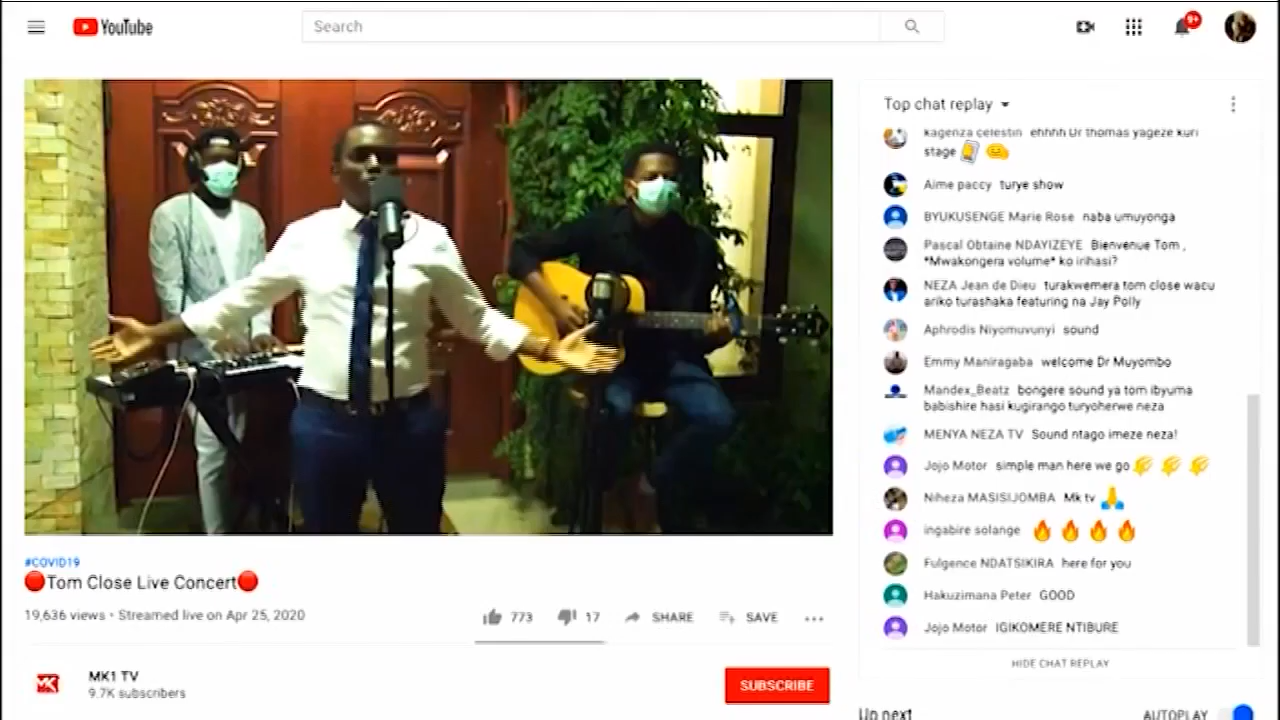 YouTube
Search
9+
Top chat replay
kagenza celestin ehhhh Dr thomas yageze kuri
stage
Aime paccy turye show
BYUKUSENGE Marie Rose naba umuyonga
Pascal Obtaine NDAYIZEYE Bienvenue Tom ,
*Mwakongera volume* ko irihasi?
NEZA Jean de Dieu turakwemera tom close wacu
ariko turashaka featuring na Jay Polly
Aphrodis Niyomuvunyi sound
Emmy Maniragaba welcome Dr Muyombo
Mandex_Beatz bongere sound ya tom ibyuma
babishire hasi kugirango turyoherwe neza
MENYA NEZA TV Sound ntago imeze neza!
Jojo Motor simple man here we go
Niheza MASISIJOMBA Mk tv 🙏
ingabire solange 🔥 🔥 🔥 🔥
Fulgence NDATSIKIRA here for you
Hakuzimana Peter GOOD
Jojo Motor IGIKOMERE NTIBURE
HIDE CHAT REPLAY
#COVID19
🔴Tom Close Live Concert🔴
19,636 views • Streamed live on Apr 25, 2020
773 17 SHARE SAVE
MK
MK1 TV
9.7K subscribers
SUBSCRIBE
Up next
AUTOPLAY